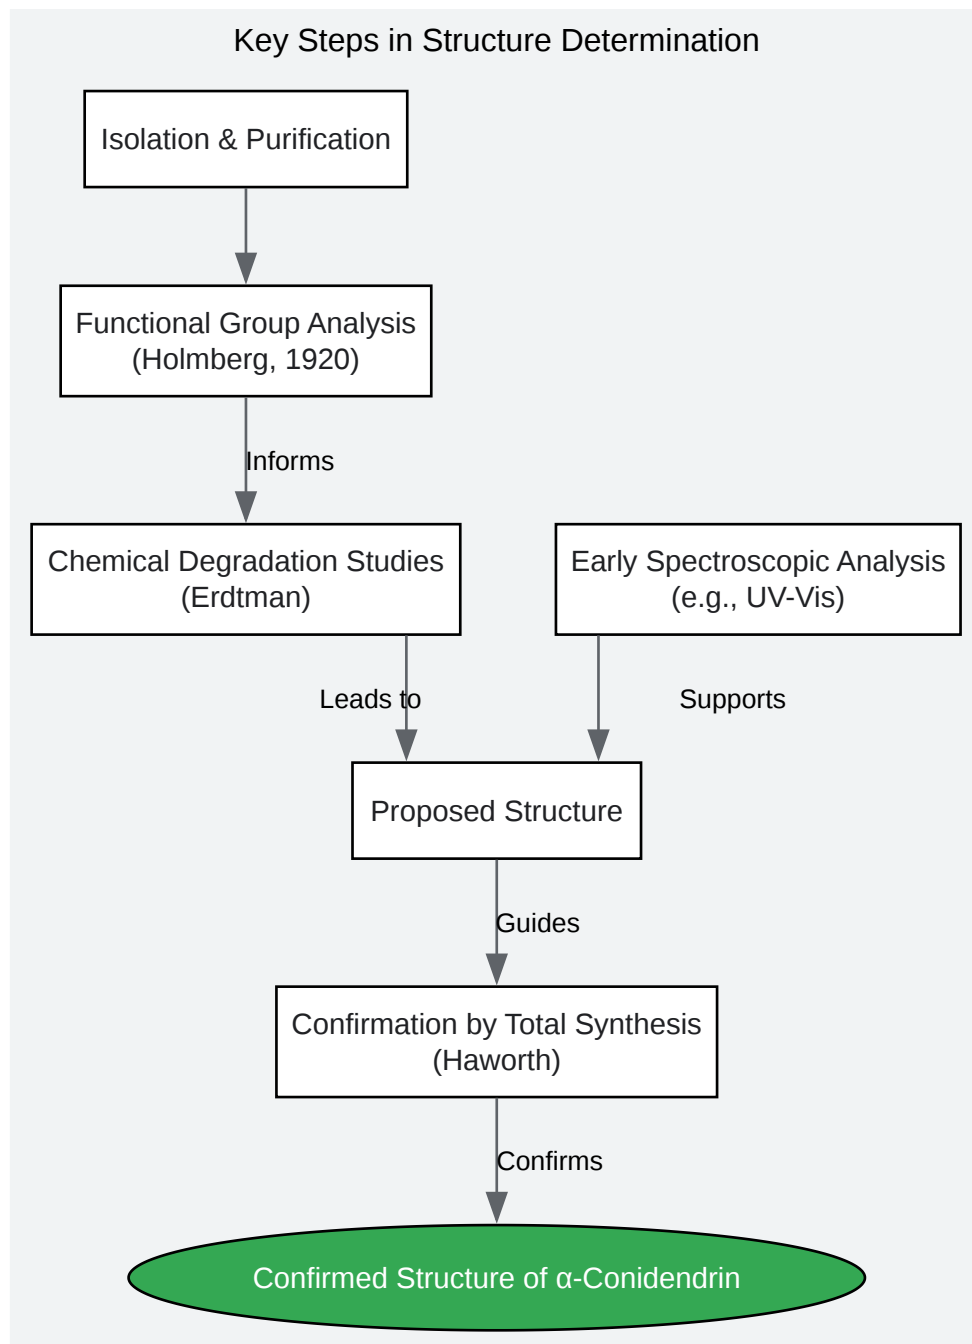 Key Steps in Structure Determination
Isolation & Purification
Functional Group Analysis
(Holmberg, 1920)
Informs
Chemical Degradation Studies
(Erdtman)
Early Spectroscopic Analysis
(e.g., UV-Vis)
Leads to
Supports
Proposed Structure
Guides
Confirmation by Total Synthesis
(Haworth)
Confirms
Confirmed Structure of α-Conidendrin